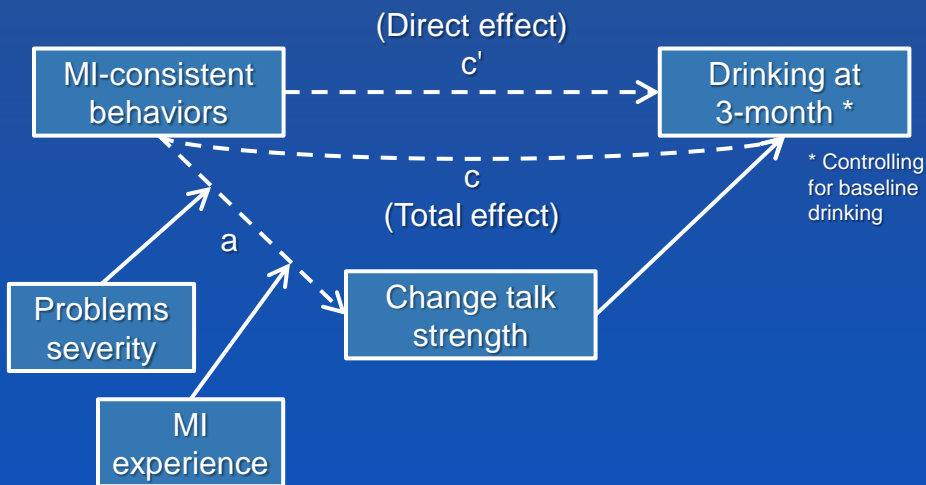 (Direct effect)
c'
MI-consistent
behaviors
Drinking at
3-month *
* Controlling
for baseline
drinking
c
(Total effect)
a
Problems
severity
Change talk
strength
MI
experience